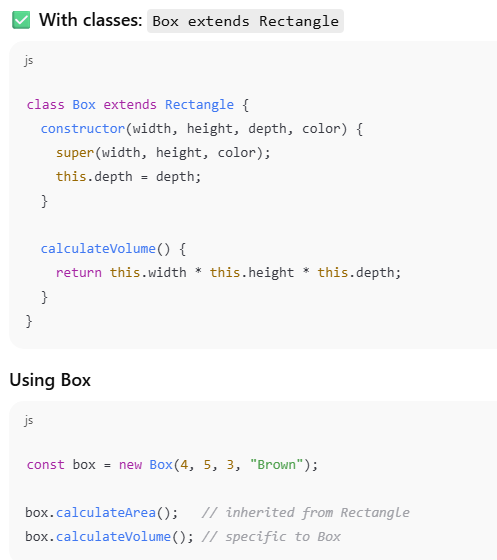 ✅ With classes: Box extends Rectangle
js
class Box extends Rectangle {
  constructor(width, height, depth, color) {
    super(width, height, color);
    this.depth = depth;
  }

  calculateVolume() {
    return this.width * this.height * this.depth;
  }
}
Using Box
js
const box = new Box(4, 5, 3, "Brown");

box.calculateArea();   // inherited from Rectangle
box.calculateVolume(); // specific to Box